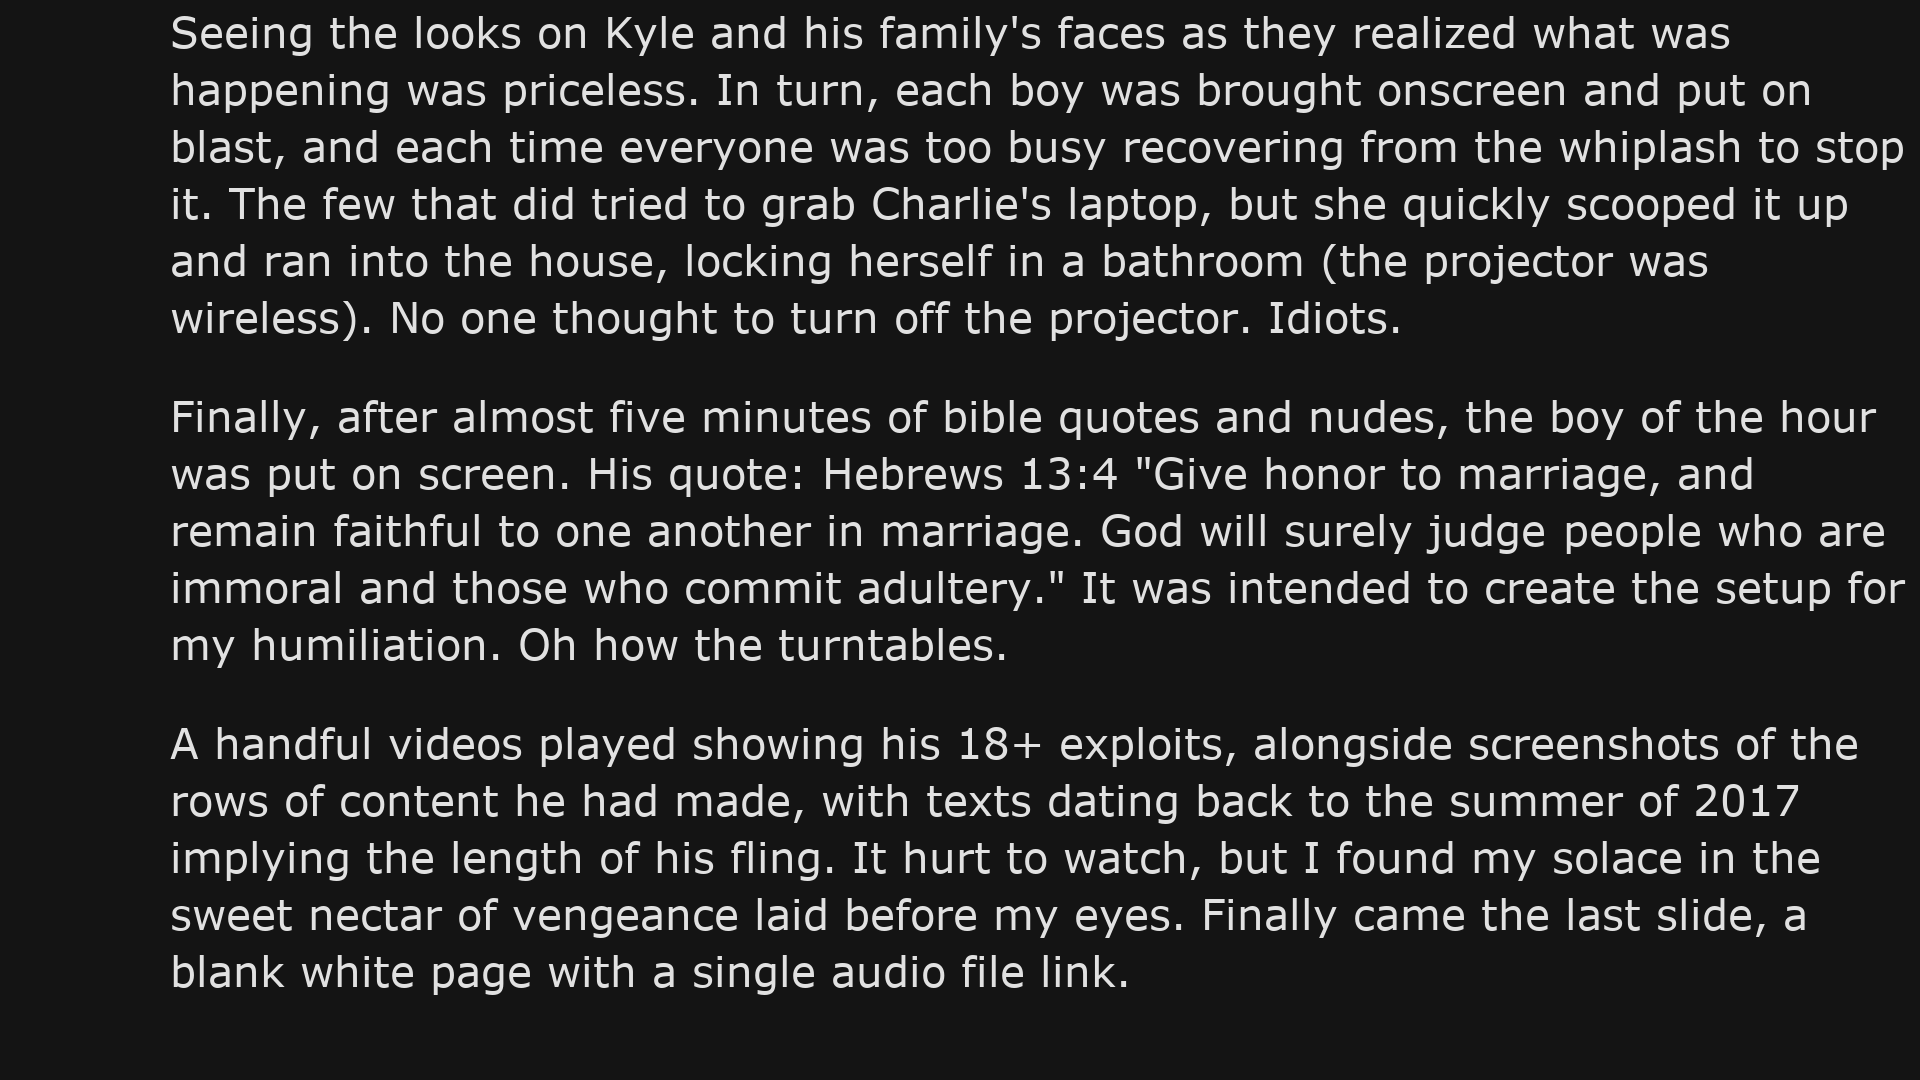 Seeing the looks on Kyle and his family's faces as they realized what was
happening was priceless. In turn, each boy was brought onscreen and put on
blast, and each time everyone was too busy recovering from the whiplash to stop
it. The few that did tried to grab Charlie's laptop, but she quickly scooped it up
and ran into the house, locking herself in a bathroom (the projector was
wireless). No one thought to turn off the projector. Idiots.
Finally, after almost five minutes of bible quotes and nudes, the boy of the hour
was put on screen. His quote: Hebrews 13:4 "Give honor to marriage, and
remain faithful to one another in marriage. God will surely judge people who are
immoral and those who commit adultery." It was intended to create the setup for
my humiliation. Oh how the turntables.
A handful videos played showing his 18+ exploits, alongside screenshots of the
rows of content he had made, with texts dating back to the summer of 2017
implying the length of his fling. It hurt to watch, but I found my solace in the
sweet nectar of vengeance laid before my eyes. Finally came the last slide, a
blank white page with a single audio file link.